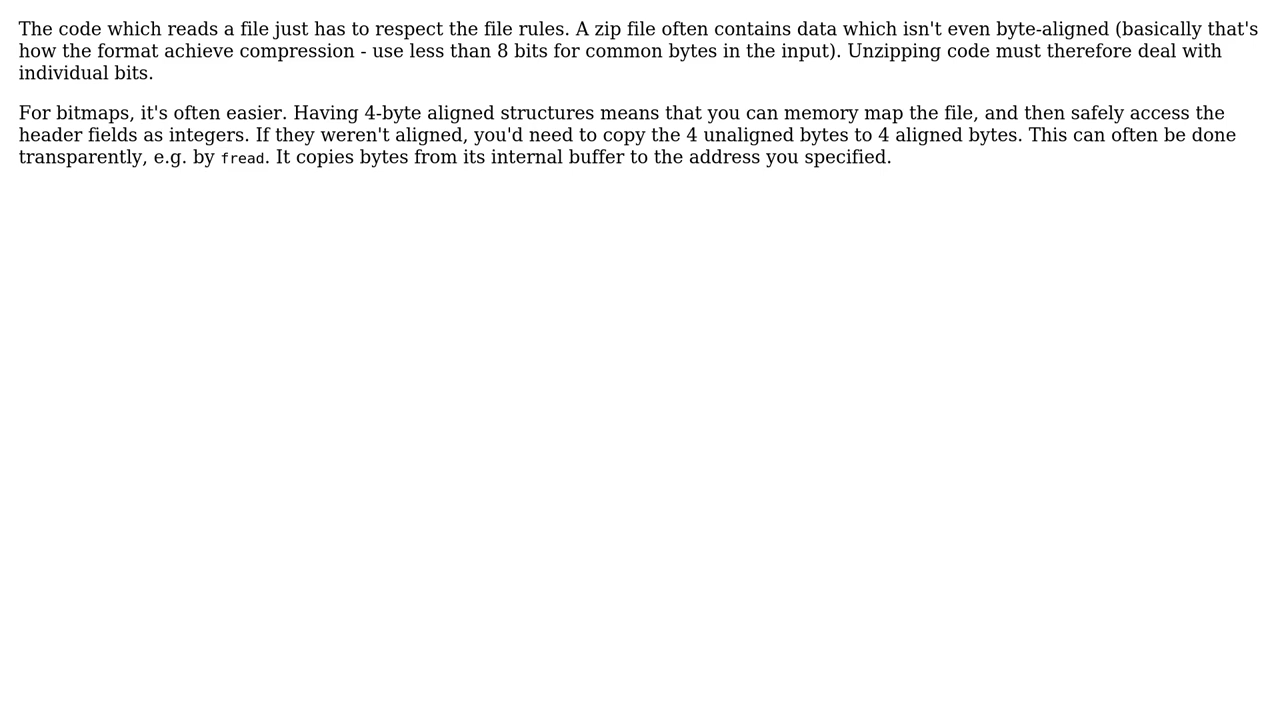 The code which reads a file just has to respect the file rules. A zip file often contains data which isn't even byte-aligned (basically that's
how the format achieve compression - use less than 8 bits for common bytes in the input). Unzipping code must therefore deal with
individual bits.
For bitmaps, it's often easier. Having 4-byte aligned structures means that you can memory map the file, and then safely access the
header fields as integers. If they weren't aligned, you'd need to copy the 4 unaligned bytes to 4 aligned bytes. This can often be done
transparently, e.g. by fread. It copies bytes from its internal buffer to the address you specified.